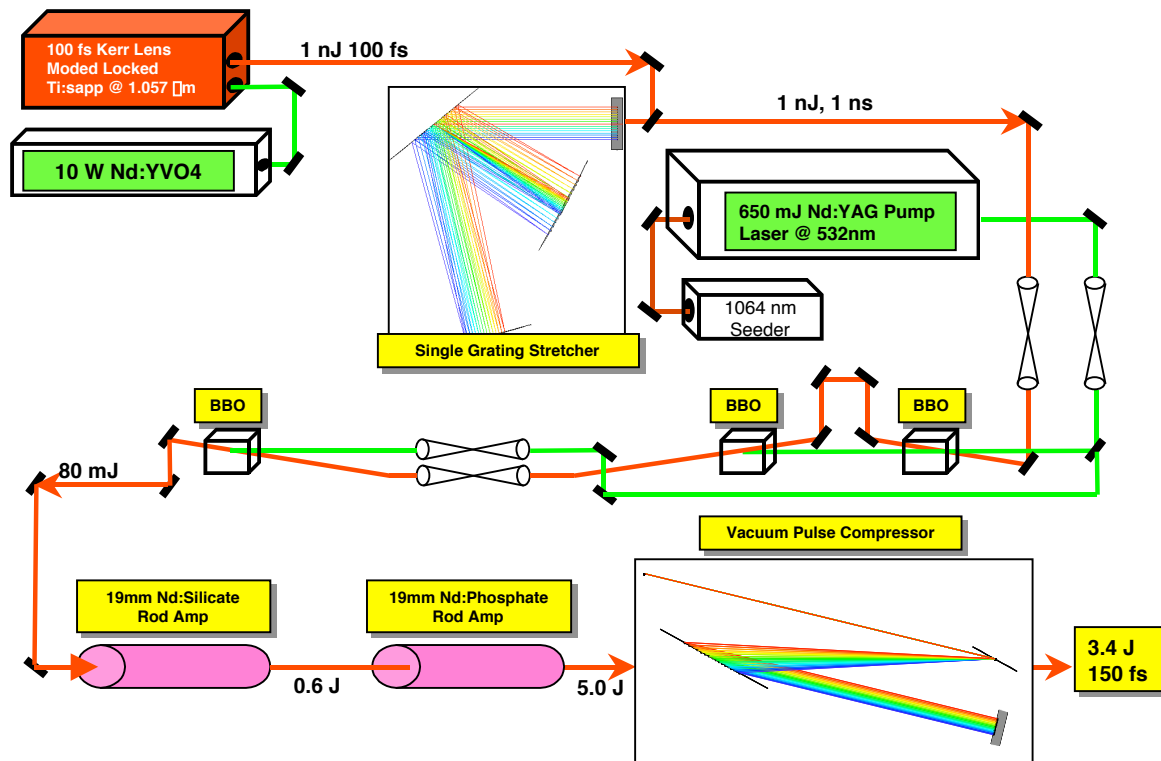 100 fs Kerr Lens
Moded Locked
Ti:sapp @ 1.057 ▯m
1 nJ 100 fs
10 W Nd:YVO4
1 nJ, 1 ns
650 mJ Nd:YAG Pump
Laser @ 532nm
1064 nm
Seeder
Single Grating Stretcher
BBO
BBO
BBO
80 mJ
Vacuum Pulse Compressor
19mm Nd:Silicate
Rod Amp
19mm Nd:Phosphate
Rod Amp
0.6 J
5.0 J
3.4 J
150 fs